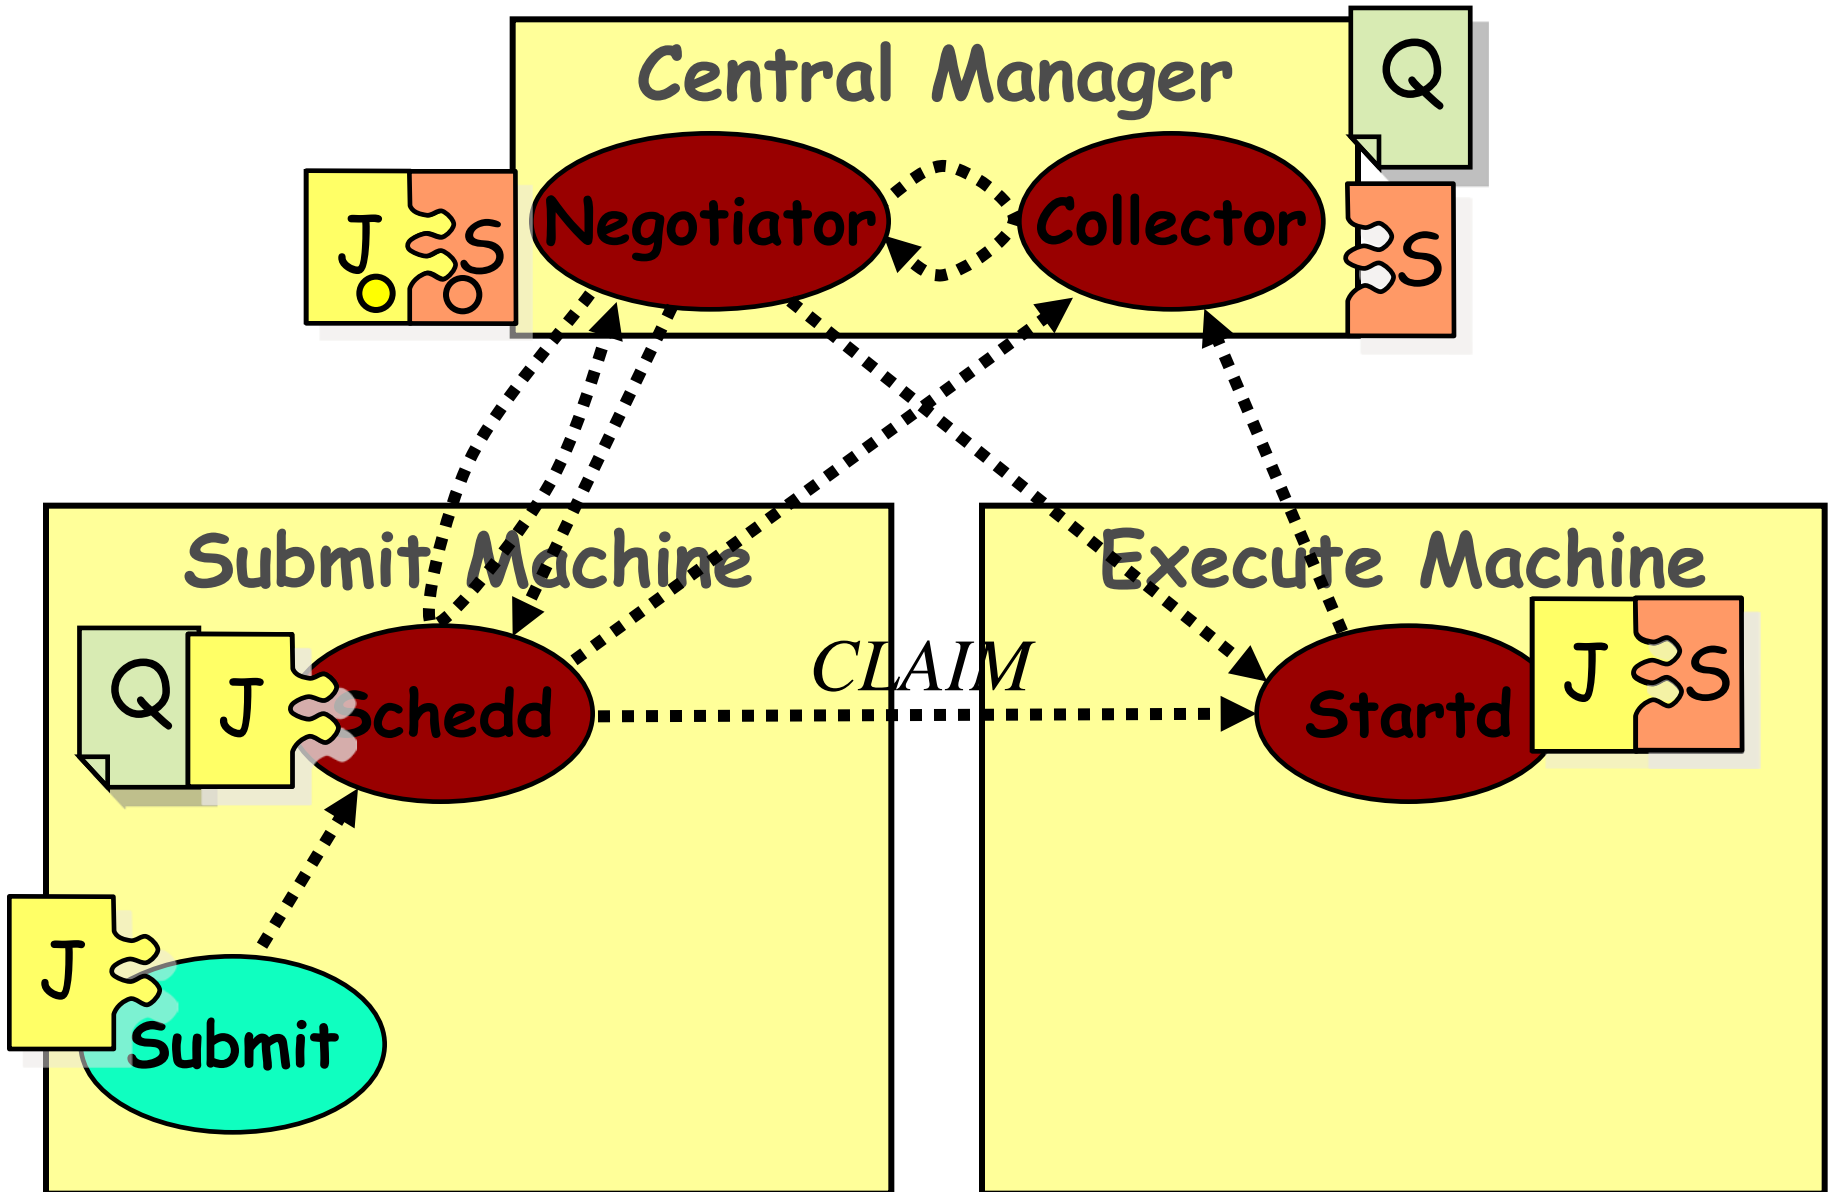 Central Manager
Q
J S
Negotiator
Collector
S
Submit Machine
Execute Machine
Q J
Schedd
CLAIM
Startd
J S
J
Submit